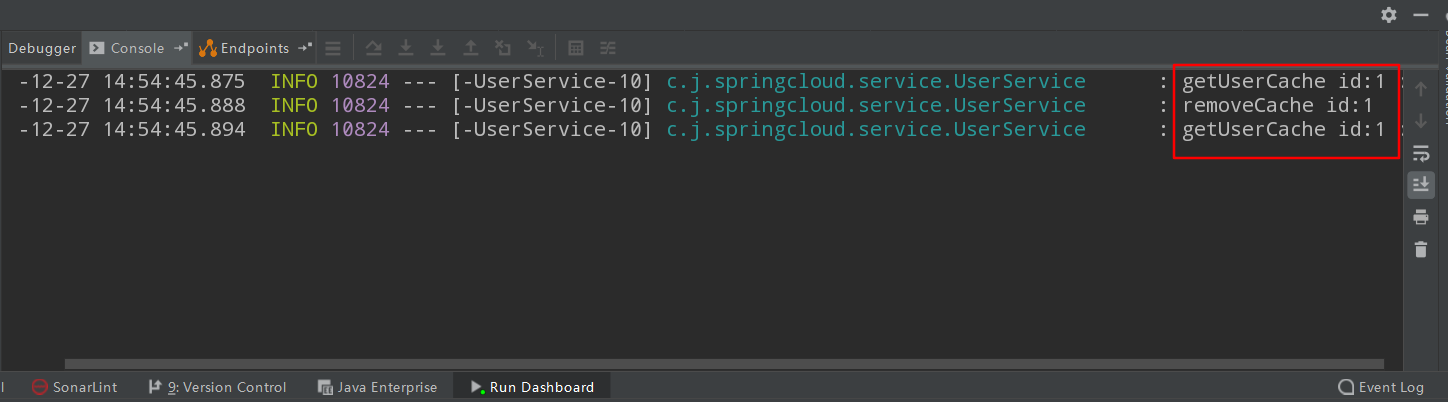 Debugger Console Endpoints
-12-27 14:54:45.875 INFO 10824 --- [-UserService-10] c.j.springcloud.service.UserService : getUserCache id:1 :
-12-27 14:54:45.888 INFO 10824 --- [-UserService-10] c.j.springcloud.service.UserService : removeCache id:1
-12-27 14:54:45.894 INFO 10824 --- [-UserService-10] c.j.springcloud.service.UserService : getUserCache id:1 :
SonarLint 9: Version Control Java Enterprise Run Dashboard Event Log